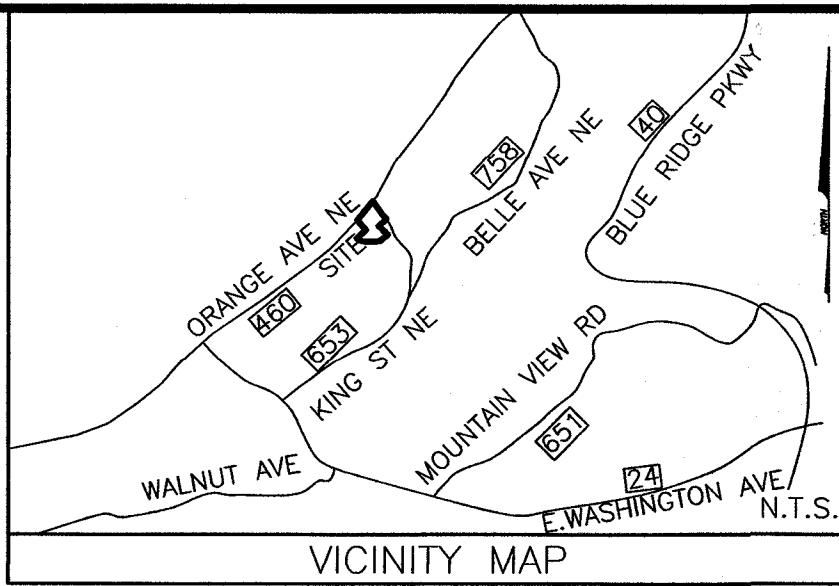 BLUE RIDGE PKWY
40
758
BELLE AVE NE
NORTH
ORANGE AVE NE
SITE
460
653
KING ST NE
MOUNTAIN VIEW RD
651
WALNUT AVE
24
E.WASHINGTON AVE
N.T.S.
VICINITY MAP